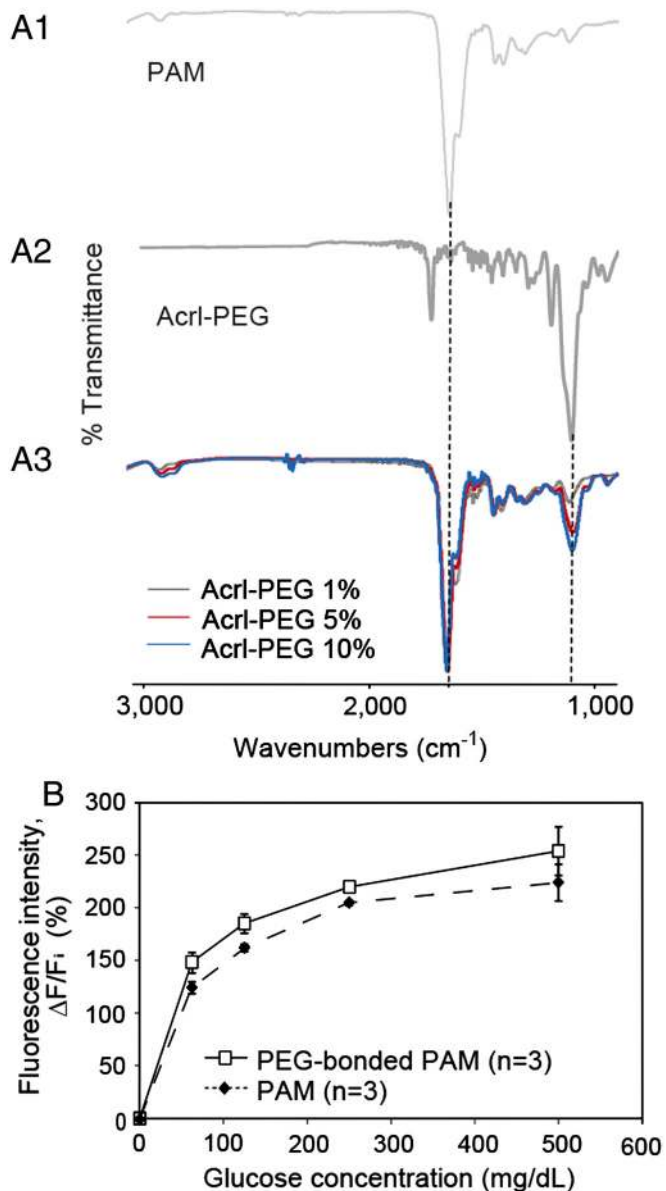 A1
PAM
A2
Acrl-PEG
% Transmittance
A3
Acrl-PEG 1%
Acrl-PEG 5%
Acrl-PEG 10%
3,000 2,000 1,000
Wavenumbers (cm⁻¹)
B
Fluorescence intensity,
ΔF/Fi (%)
300
250
200
150
100
50
0
PEG-bonded PAM (n=3)
PAM (n=3)
0 100 200 300 400 500 600
Glucose concentration (mg/dL)